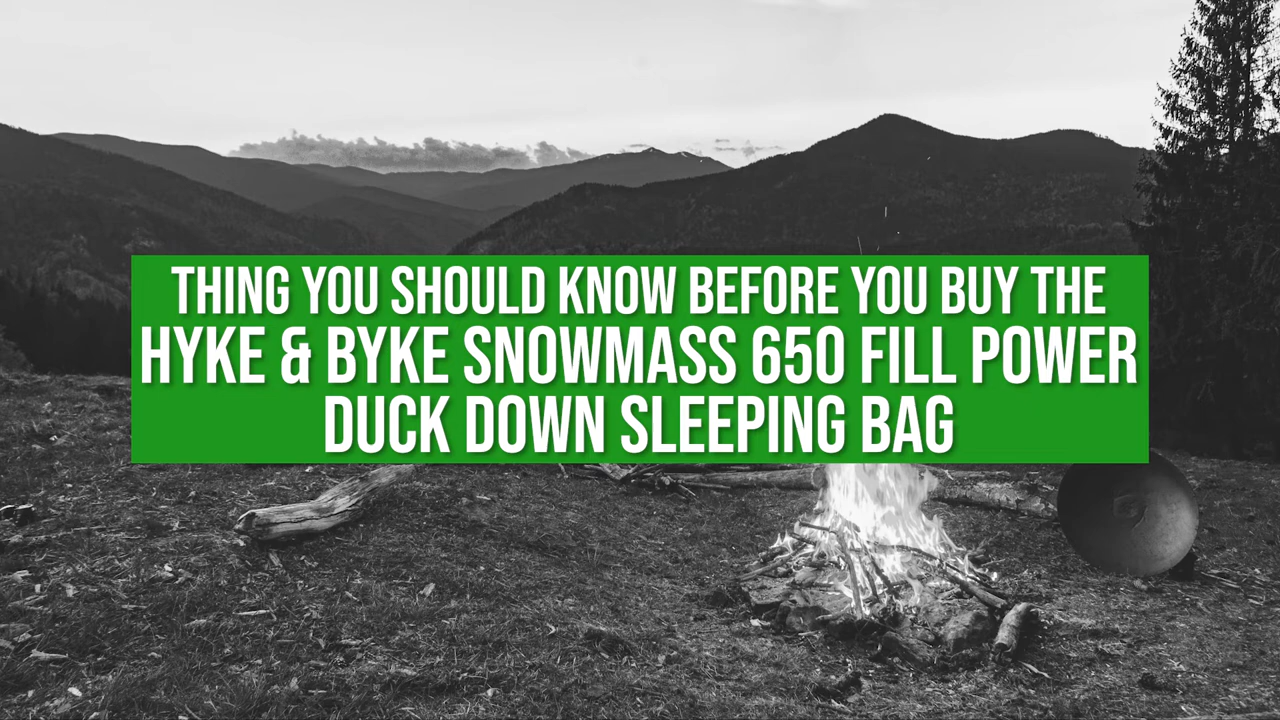 THING YOU SHOULD KNOW BEFORE YOU BUY THE
HYKE & BYKE SNOWMASS 650 FILL POWER
DUCK DOWN SLEEPING BAG